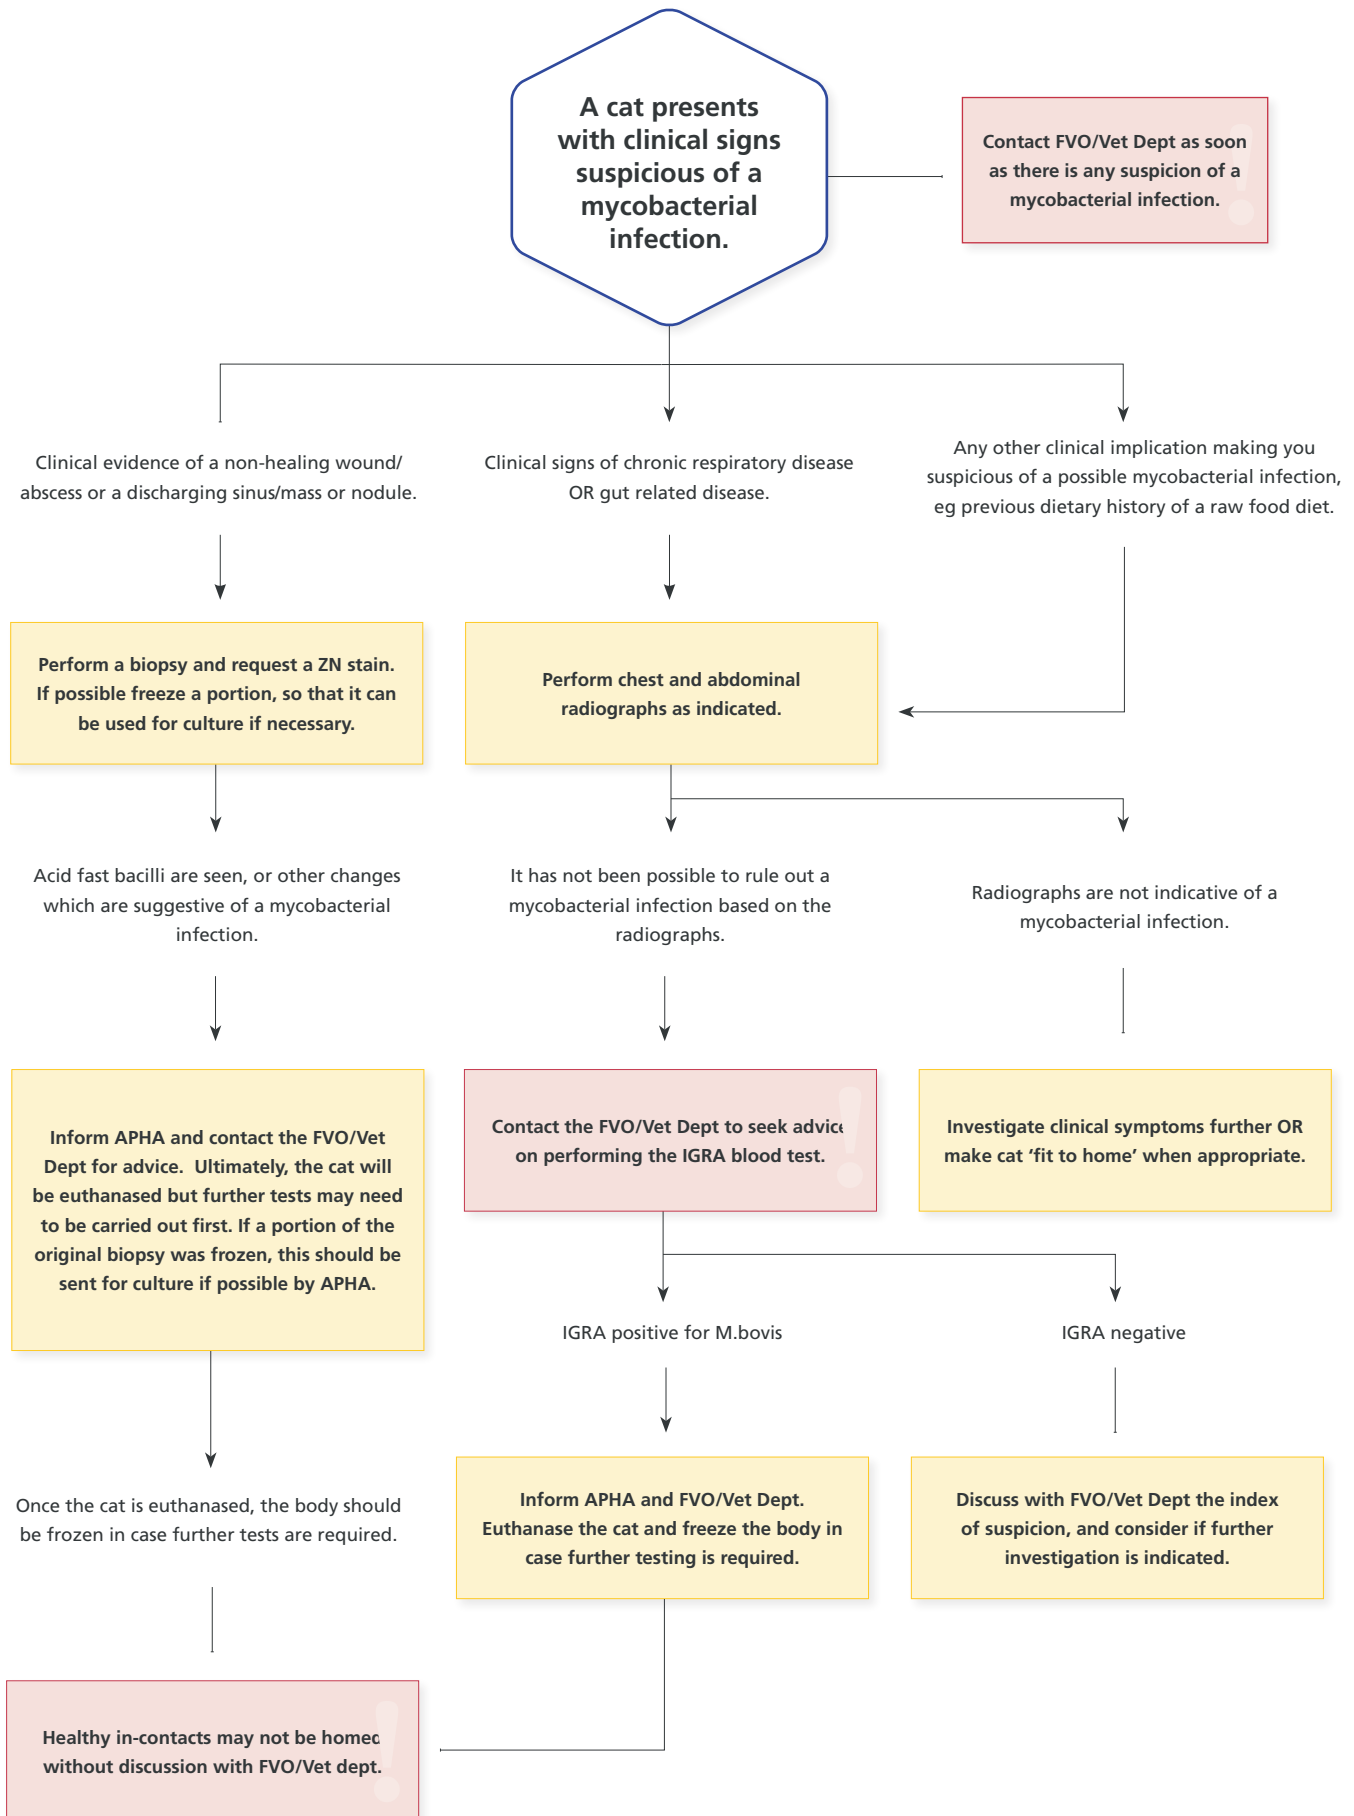 A cat presents
with clinical signs
suspicious of a
mycobacterial
infection.
Contact FVO/Vet Dept as soon
as there is any suspicion of a
mycobacterial infection.
Clinical evidence of a non-healing wound/
abscess or a discharging sinus/mass or nodule.
Clinical signs of chronic respiratory disease
OR gut related disease.
Any other clinical implication making you
suspicious of a possible mycobacterial infection,
eg previous dietary history of a raw food diet.
Perform a biopsy and request a ZN stain.
If possible freeze a portion, so that it can
be used for culture if necessary.
Perform chest and abdominal
radiographs as indicated.
Acid fast bacilli are seen, or other changes
which are suggestive of a mycobacterial
infection.
It has not been possible to rule out a
mycobacterial infection based on the
radiographs.
Radiographs are not indicative of a
mycobacterial infection.
Inform APHA and contact the FVO/Vet
Dept for advice.  Ultimately, the cat will
be euthanased but further tests may need
to be carried out first. If a portion of the
original biopsy was frozen, this should be
sent for culture if possible by APHA.
Contact the FVO/Vet Dept to seek advice
on performing the IGRA blood test.
Investigate clinical symptoms further OR
make cat ‘fit to home’ when appropriate.
IGRA positive for M.bovis
IGRA negative
Once the cat is euthanased, the body should
be frozen in case further tests are required.
Inform APHA and FVO/Vet Dept.
Euthanase the cat and freeze the body in
case further testing is required.
Discuss with FVO/Vet Dept the index
of suspicion, and consider if further
investigation is indicated.
Healthy in-contacts may not be homed
without discussion with FVO/Vet dept.